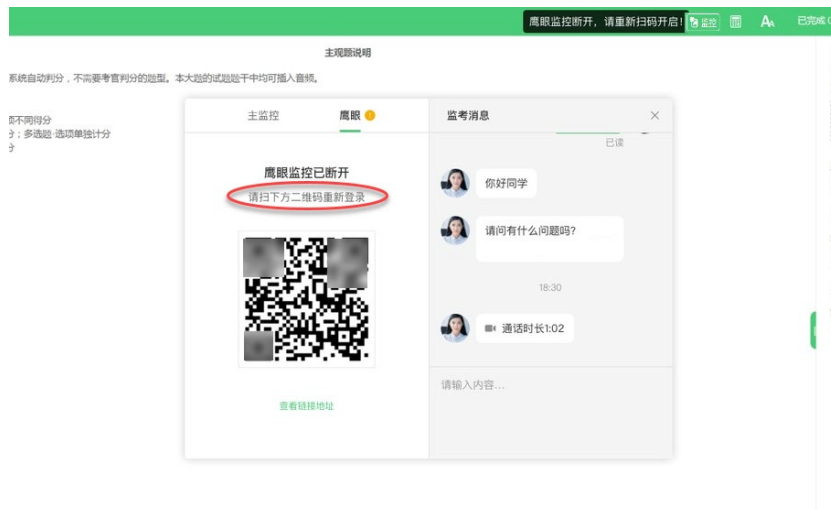 鹰眼监控断开，请重新扫码开启！
监控
已完成
主观题说明
系统自动判分，不需要考官判分的题型。本大题的试题题干中均可插入音频。
项不同得分
分；多选题-选项单独计分
分
主监控
鹰眼
鹰眼监控已断开
请扫下方二维码重新登录
查看链接地址
监考消息
已读
你好同学
请问有什么问题吗？
18:30
通话时长1:02
请输入内容...